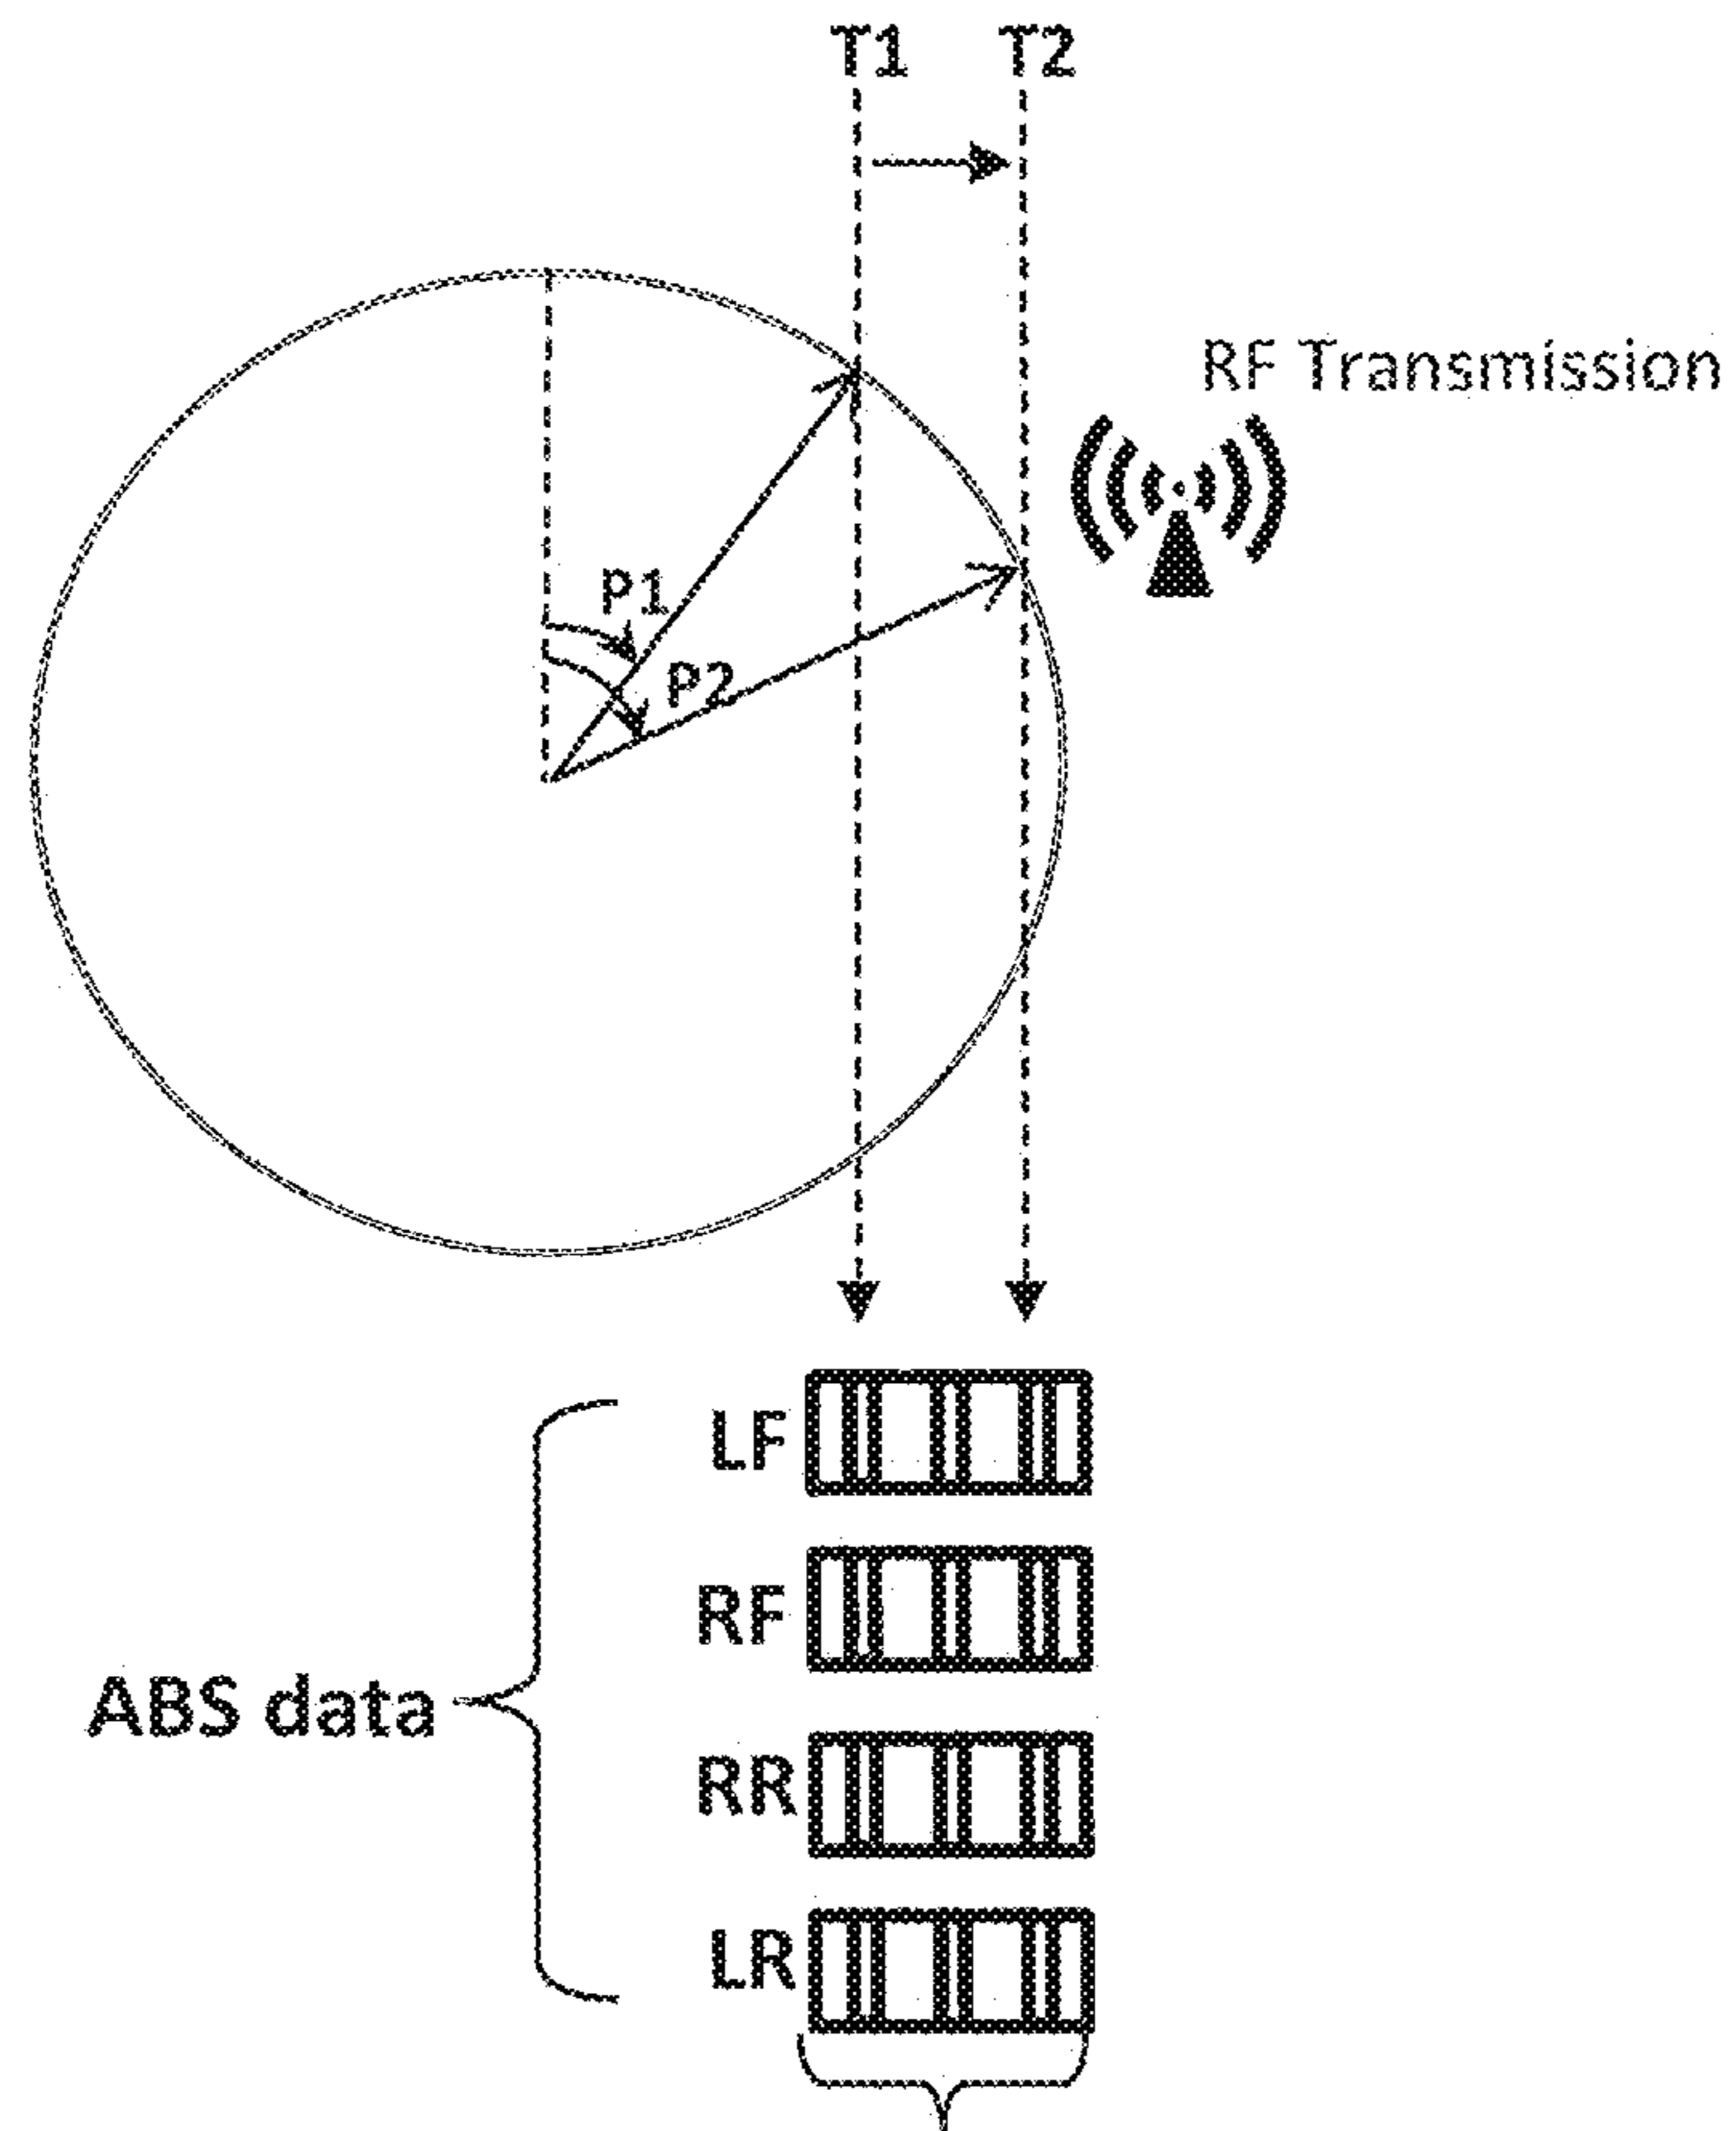 T1 T2
RF Transmission
P1
P2
LF
RF
ABS data
RR
LR